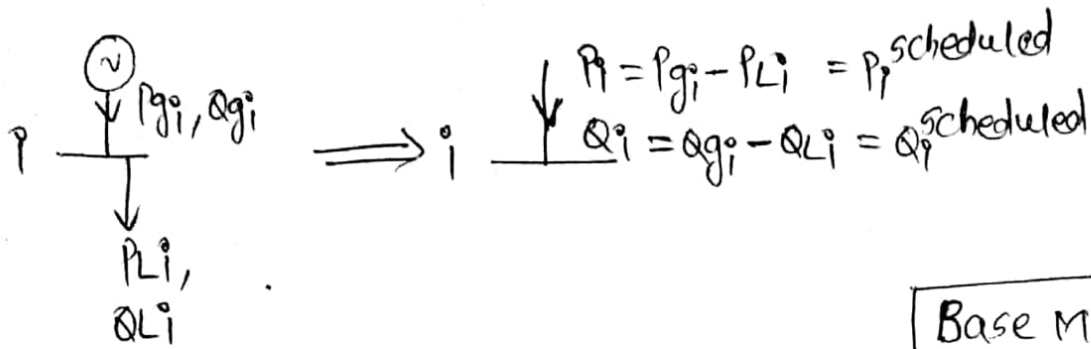 ~
Pgi, Qgi
i
PLi,
QLi
⟹ i
Pi = Pgi - PLi = Pi^scheduled
Qi = Qgi - QLi = Qi^scheduled
Base M